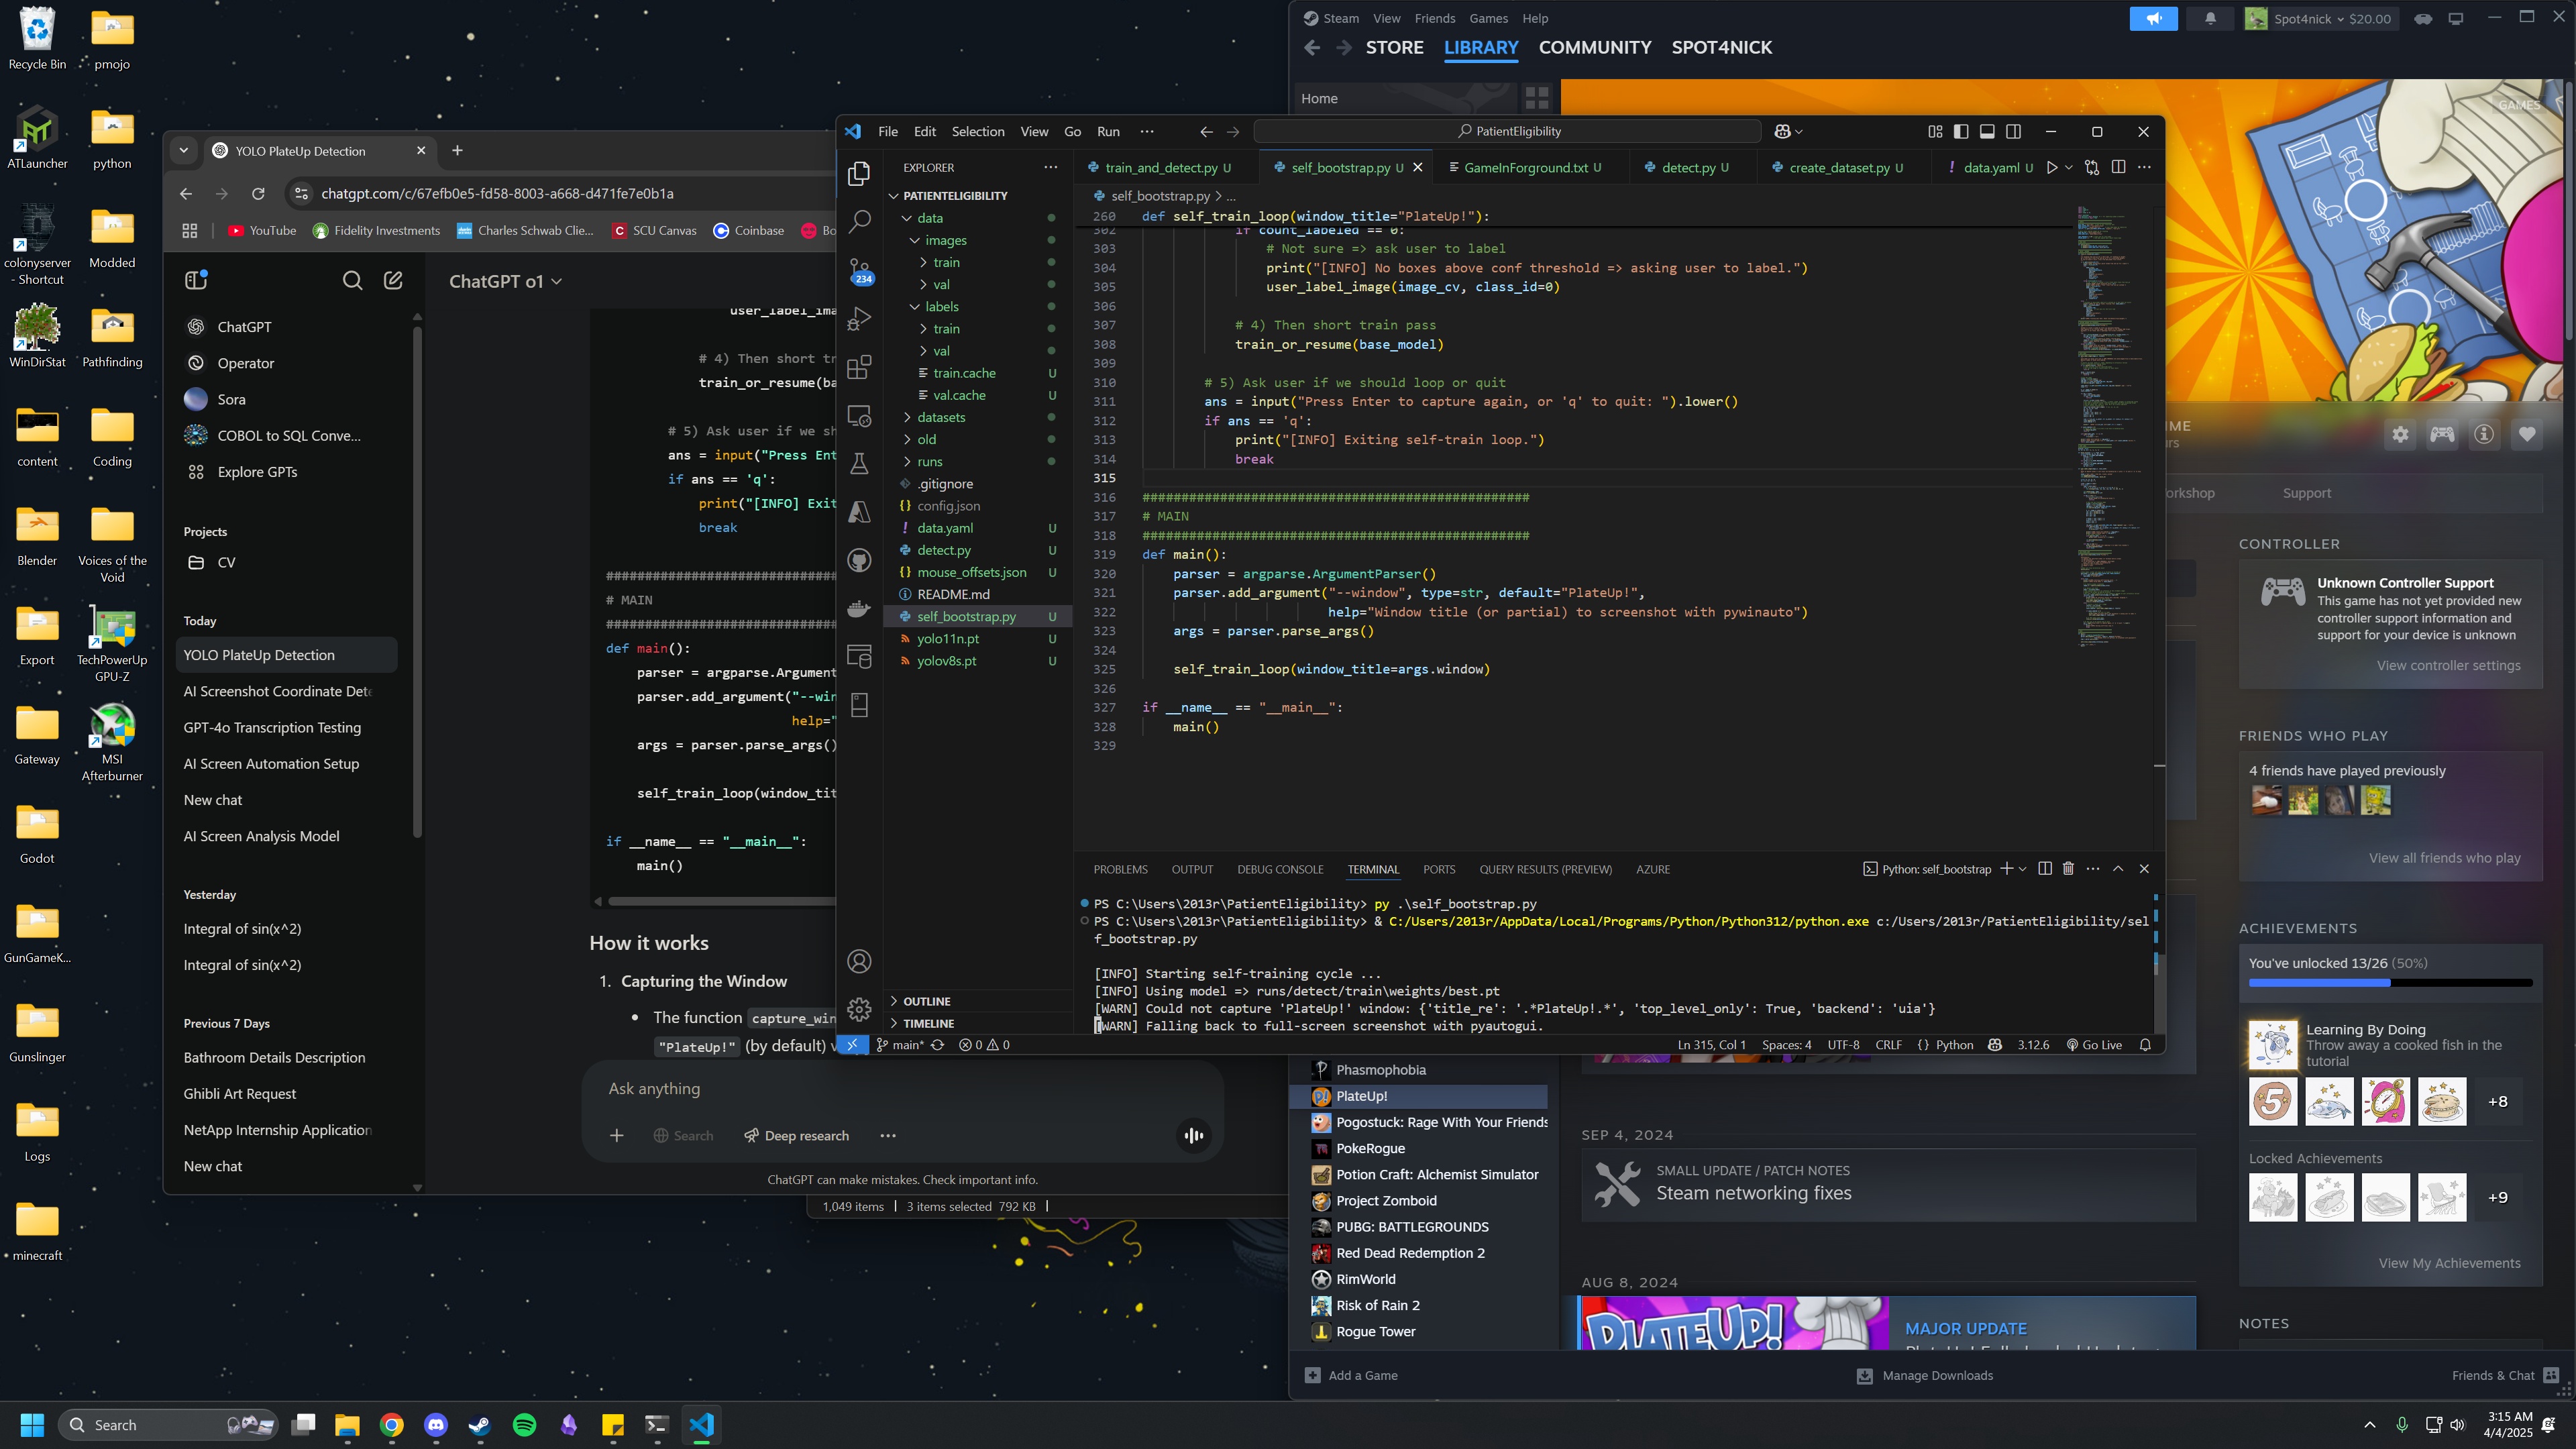 Recycle Bin
pmojo
ATLauncher
python
colonyserver
- Shortcut
Modded
WinDirStat
Pathfinding
content
Coding
Blender
Voices of the
Void
Export
TechPowerUp
GPU-Z
Gateway
MSI
Afterburner
Godot
GunGameK...
Gunslinger
Logs
minecraft
YOLO PlateUp Detection
chatgpt.com/c/67efb0e5-fd58-8003-a668-d471fe7e0b1a
YouTube
Fidelity Investments
Charles Schwab Clie...
SCU Canvas
Coinbase
ChatGPT
Operator
Sora
COBOL to SQL Conve...
Explore GPTs
Projects
CV
Today
YOLO PlateUp Detection
AI Screenshot Coordinate Dete
GPT-4o Transcription Testing
AI Screen Automation Setup
New chat
AI Screen Analysis Model
Yesterday
Integral of sin(x^2)
Integral of sin(x^2)
Previous 7 Days
Bathroom Details Description
Ghibli Art Request
NetApp Internship Application
New chat
ChatGPT o1
user_label_ima
# 4) Then short tr
train_or_resume(ba
# 5) Ask user if we sh
ans = input("Press Ent
if ans == 'q':
print("[INFO] Exit
break
##############################
# MAIN
##############################
def main():
parser = argparse.Argument
parser.add_argument("--win
help="
args = parser.parse_args()
self_train_loop(window_tit
if __name__ == "__main__":
main()
How it works
1. Capturing the Window
• The function capture_win
"PlateUp!" (by default) v
Ask anything
Search
Deep research
ChatGPT can make mistakes. Check important info.
1,049 items
3 items selected 792 KB
File Edit Selection View Go Run ...
PatientEligibility
EXPLORER
PATIENTELIGIBILITY
data
images
train
val
labels
train
val
train.cache U
val.cache U
datasets
old
runs
.gitignore
config.json
data.yaml U
detect.py U
mouse_offsets.json U
README.md
self_bootstrap.py U
yolo11n.pt U
yolov8s.pt U
OUTLINE
TIMELINE
234
train_and_detect.py U
self_bootstrap.py U
GameInForground.txt U
detect.py U
create_dataset.py U
data.yaml U
self_bootstrap.py > ...
260 def self_train_loop(window_title="PlateUp!"):
302 if count_labeled == 0:
303 # Not sure => ask user to label
304 print("[INFO] No boxes above conf threshold => asking user to label.")
305 user_label_image(image_cv, class_id=0)
306
307 # 4) Then short train pass
308 train_or_resume(base_model)
309
310 # 5) Ask user if we should loop or quit
311 ans = input("Press Enter to capture again, or 'q' to quit: ").lower()
312 if ans == 'q':
313 print("[INFO] Exiting self-train loop.")
314 break
315
316 ##################################################
317 # MAIN
318 ##################################################
319 def main():
320 parser = argparse.ArgumentParser()
321 parser.add_argument("--window", type=str, default="PlateUp!",
322 help="Window title (or partial) to screenshot with pywinauto")
323 args = parser.parse_args()
324
325 self_train_loop(window_title=args.window)
326
327 if __name__ == "__main__":
328 main()
329
PROBLEMS OUTPUT DEBUG CONSOLE TERMINAL PORTS QUERY RESULTS (PREVIEW) AZURE
Python: self_bootstrap
PS C:\Users\2013r\PatientEligibility> py .\self_bootstrap.py
PS C:\Users\2013r\PatientEligibility> & C:/Users/2013r/AppData/Local/Programs/Python/Python312/python.exe c:/Users/2013r/PatientEligibility/sel
f_bootstrap.py
[INFO] Starting self-training cycle ...
[INFO] Using model => runs/detect/train\weights/best.pt
[WARN] Could not capture 'PlateUp!' window: {'title_re': '.*PlateUp!.*', 'top_level_only': True, 'backend': 'uia'}
[WARN] Falling back to full-screen screenshot with pyautogui.
main* 0 0
Ln 315, Col 1 Spaces: 4 UTF-8 CRLF {} Python 3.12.6 Go Live
Steam View Friends Games Help
Spot4nick $20.00
STORE LIBRARY COMMUNITY SPOT4NICK
Home
GAMES
Support
CONTROLLER
Unknown Controller Support
This game has not yet provided new
controller support information and
support for your device is unknown
View controller settings
FRIENDS WHO PLAY
4 friends have played previously
View all friends who play
ACHIEVEMENTS
You've unlocked 13/26 (50%)
Learning By Doing
Throw away a cooked fish in the
tutorial
+8
Locked Achievements
+9
View My Achievements
NOTES
Phasmophobia
PlateUp!
Pogostuck: Rage With Your Friends
PokeRogue
Potion Craft: Alchemist Simulator
Project Zomboid
PUBG: BATTLEGROUNDS
Red Dead Redemption 2
RimWorld
Risk of Rain 2
Rogue Tower
SEP 4, 2024
SMALL UPDATE / PATCH NOTES
Steam networking fixes
AUG 8, 2024
PLATEUP!
MAJOR UPDATE
Add a Game
Manage Downloads
Friends & Chat
Search
3:15 AM
4/4/2025